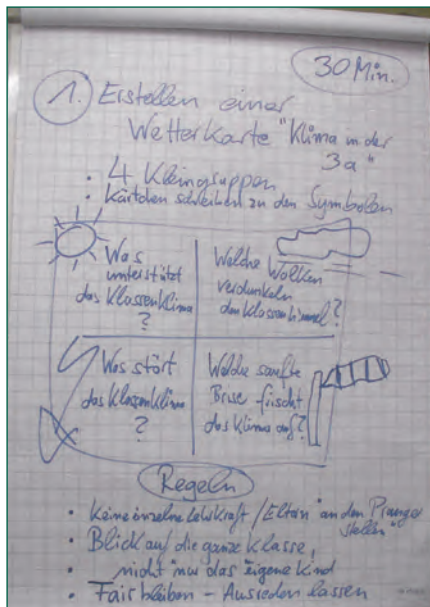 30 Min.
1. Erstellen einer
Wetterkarte "Klima in der
3a"
• 4 Kleingruppen
• Kärtchen schreiben zu den Symbolen
Was
unterstützt
das Klassenklima
?
Welche Wolken
verdunkeln
den Klassenhimmel?
Was stört
das Klassenklima
?
Welche sanfte
Brise frischt
das Klima auf?
Regeln
• Keine einzelne Lehrkraft / Eltern "an den Pranger
stellen"
• Blick auf die ganze Klasse,
nicht nur das eigene Kind
• Fair bleiben – Ausreden lassen